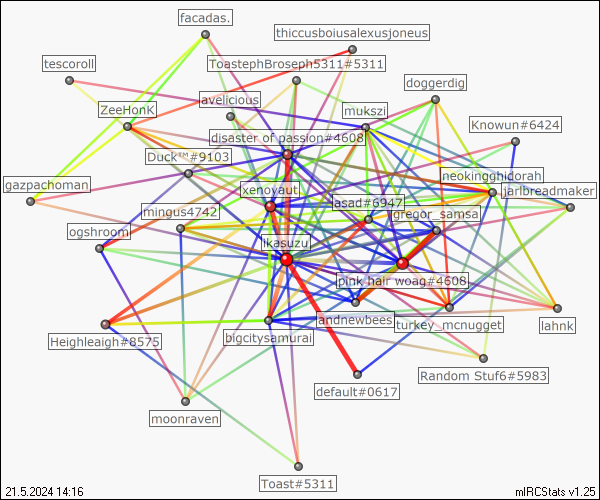 facadas.
thiccusboiusalexusjoneus
tescoroll
ToastephBroseph5311#5311
doggerdig
avelicious
ZeeHonK
mukszi
Knowun#6424
disaster of passion#4608
Duck™#9103
neokingghidorah
gazpachoman
xenoyaut
jarlbreadmaker
asad#6947
mingus4742
gregor_samsa
ogshroom
Ikasuzu
pink hair woag#4608
andnewbees
turkey_mcnugget
lahnk
Heighleigh#8575
bigcitysamurai
Random Stuf6#5983
default#0617
moonraven
Toast#5311
21.5.2024 14:16
mIRCStats v1.25